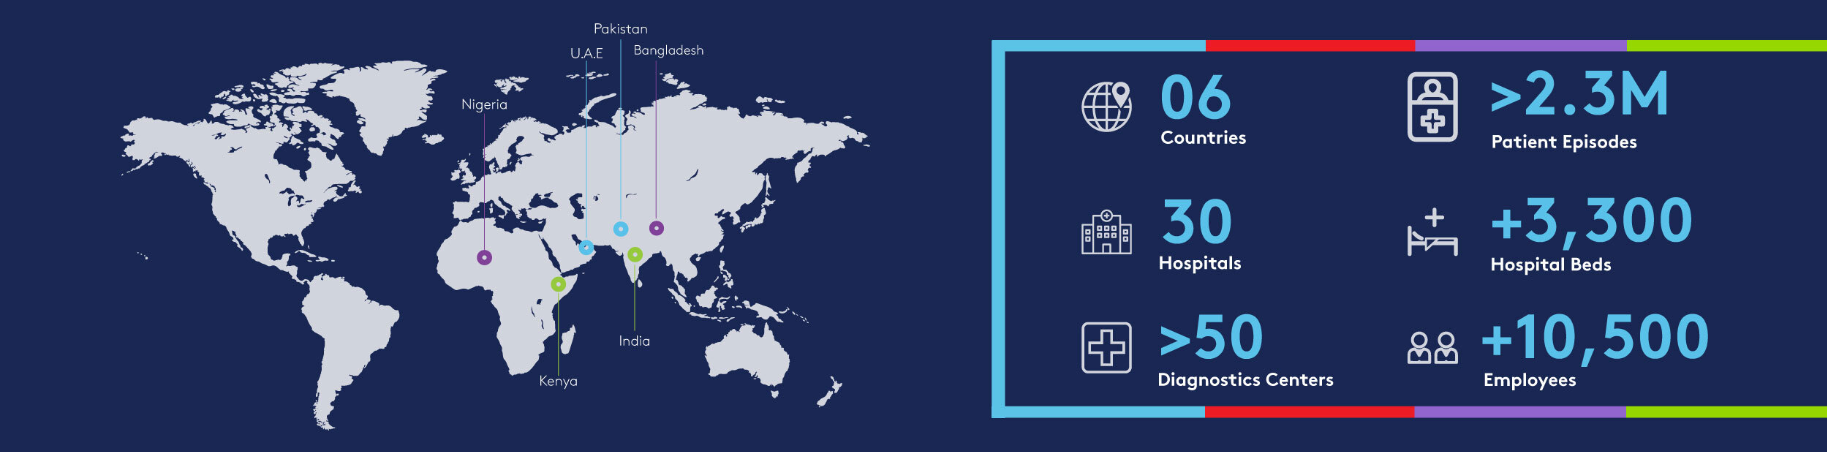 Pakistan
U.A.E
Bangladesh
Nigeria
India
Kenya
06
Countries
>2.3M
Patient Episodes
30
Hospitals
+3,300
Hospital Beds
>50
Diagnostics Centers
+10,500
Employees